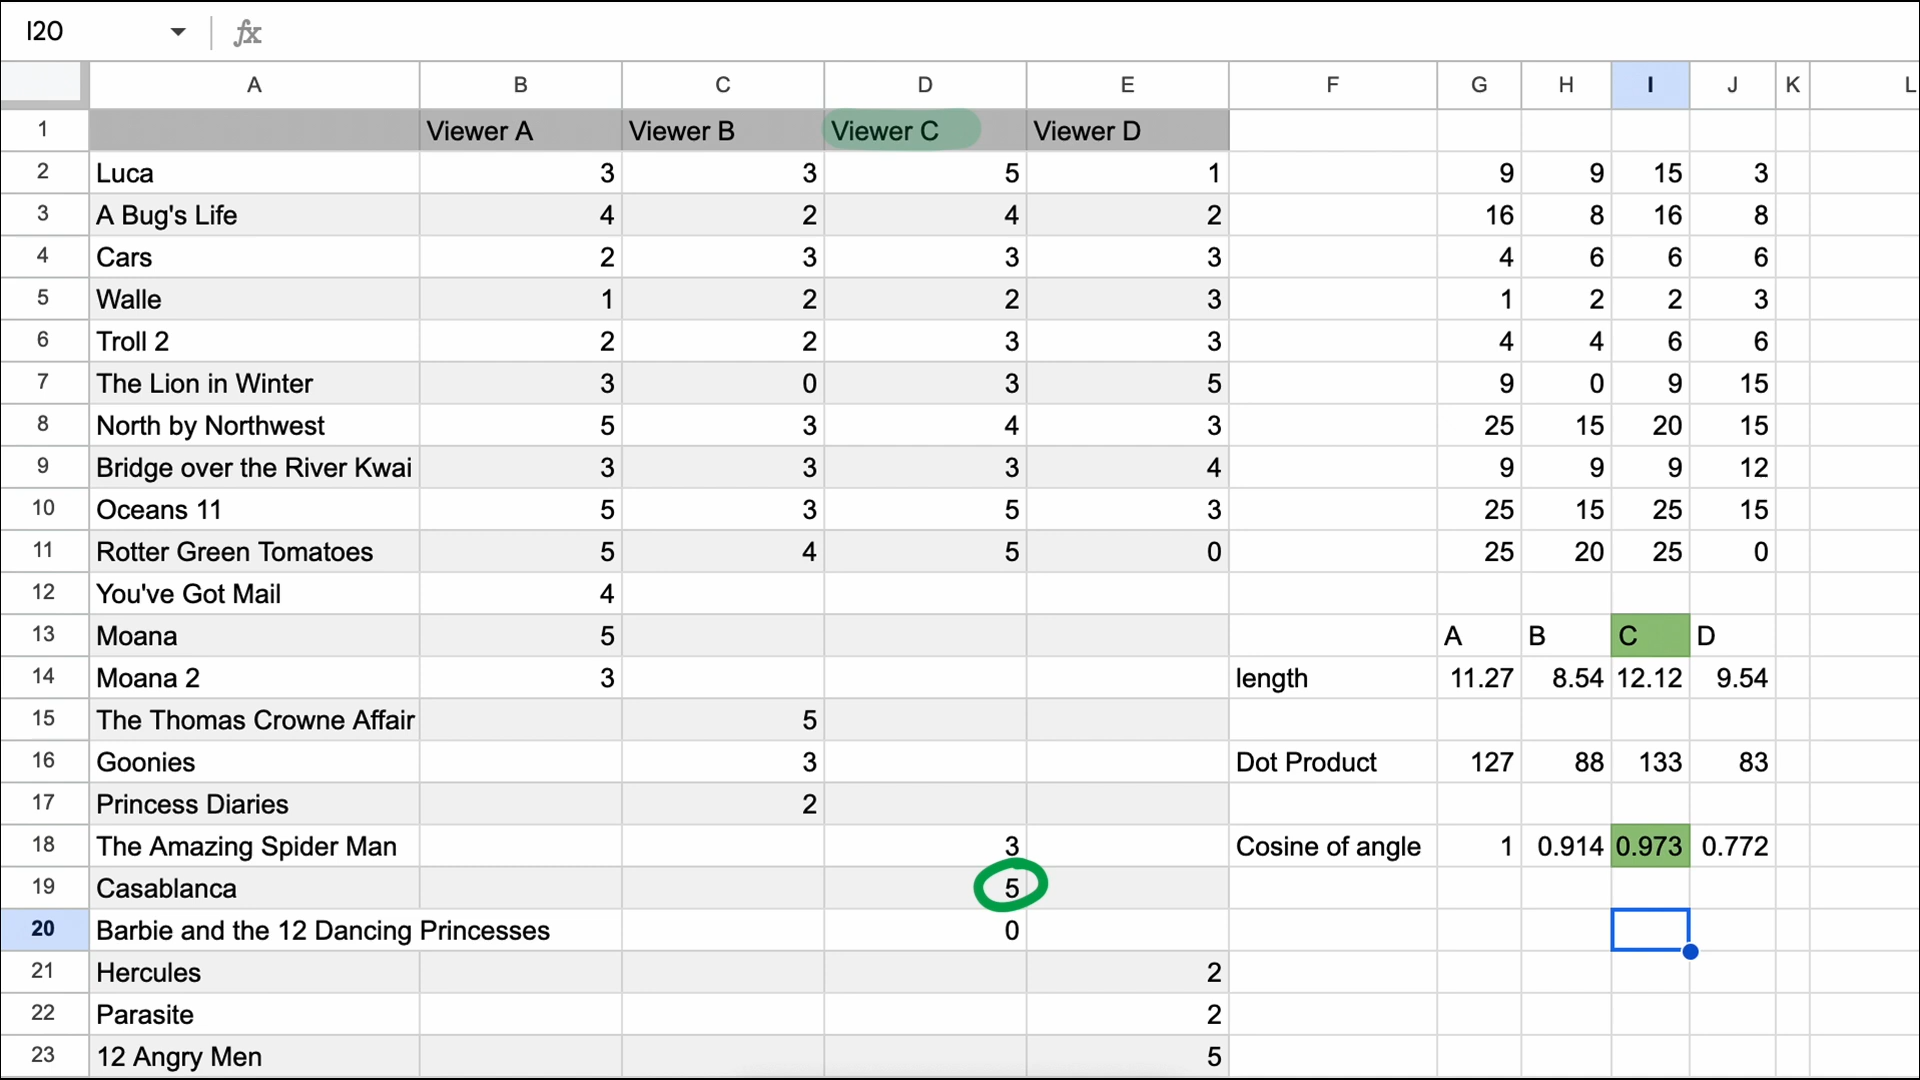 I20 fx
A B C D E F G H I J K L
1 Viewer A Viewer B Viewer C Viewer D
2 Luca 3 3 5 1 9 9 15 3
3 A Bug's Life 4 2 4 2 16 8 16 8
4 Cars 2 3 3 3 4 6 6 6
5 Walle 1 2 2 3 1 2 2 3
6 Troll 2 2 2 3 3 4 4 6 6
7 The Lion in Winter 3 0 3 5 9 0 9 15
8 North by Northwest 5 3 4 3 25 15 20 15
9 Bridge over the River Kwai 3 3 3 4 9 9 9 12
10 Oceans 11 5 3 5 3 25 15 25 15
11 Rotter Green Tomatoes 5 4 5 0 25 20 25 0
12 You've Got Mail 4
13 Moana 5 A B C D
14 Moana 2 3 length 11.27 8.54 12.12 9.54
15 The Thomas Crowne Affair 5
16 Goonies 3 Dot Product 127 88 133 83
17 Princess Diaries 2
18 The Amazing Spider Man 3 Cosine of angle 1 0.914 0.973 0.772
19 Casablanca 5
20 Barbie and the 12 Dancing Princesses 0
21 Hercules 2
22 Parasite 2
23 12 Angry Men 5